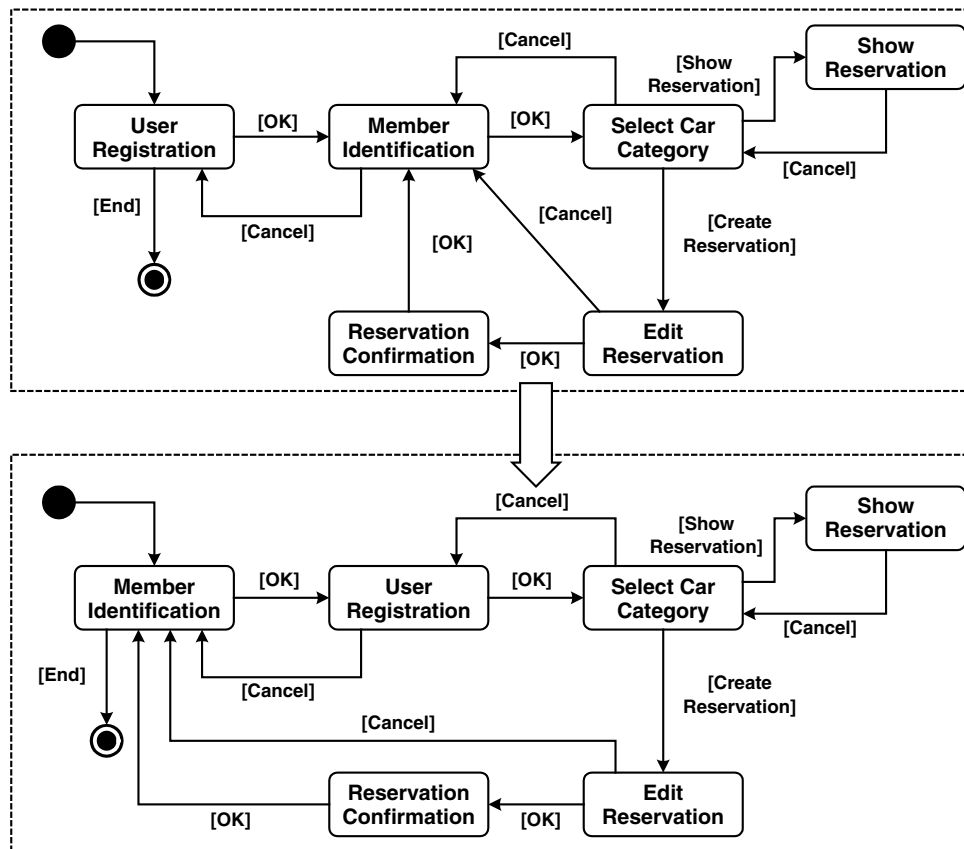 [Cancel]
Show
Reservation
[Show
Reservation]
User
Registration
[OK]
Member
Identification
[OK]
Select Car
Category
[Cancel]
[End]
[Cancel]
[Cancel]
[OK]
[Create
Reservation]
Reservation
Confirmation
[OK]
Edit
Reservation
[Cancel]
Show
Reservation
[Show
Reservation]
Member
Identification
[OK]
User
Registration
[OK]
Select Car
Category
[Cancel]
[End]
[Cancel]
[Create
Reservation]
[Cancel]
Reservation
Confirmation
[OK]
Edit
Reservation
[OK]